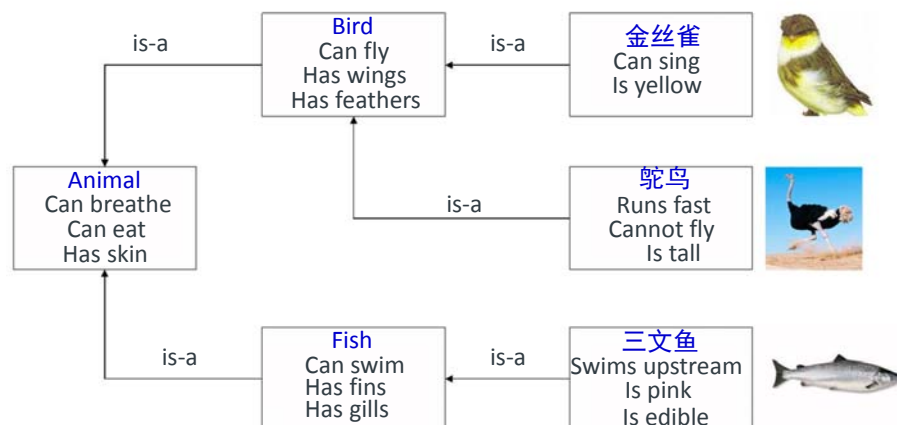 is-a
Bird
Can fly
Has wings
Has feathers
is-a
金丝雀
Can sing
Is yellow
Animal
Can breathe
Can eat
Has skin
is-a
鸵鸟
Runs fast
Cannot fly
Is tall
is-a
Fish
Can swim
Has fins
Has gills
is-a
三文鱼
Swims upstream
Is pink
Is edible